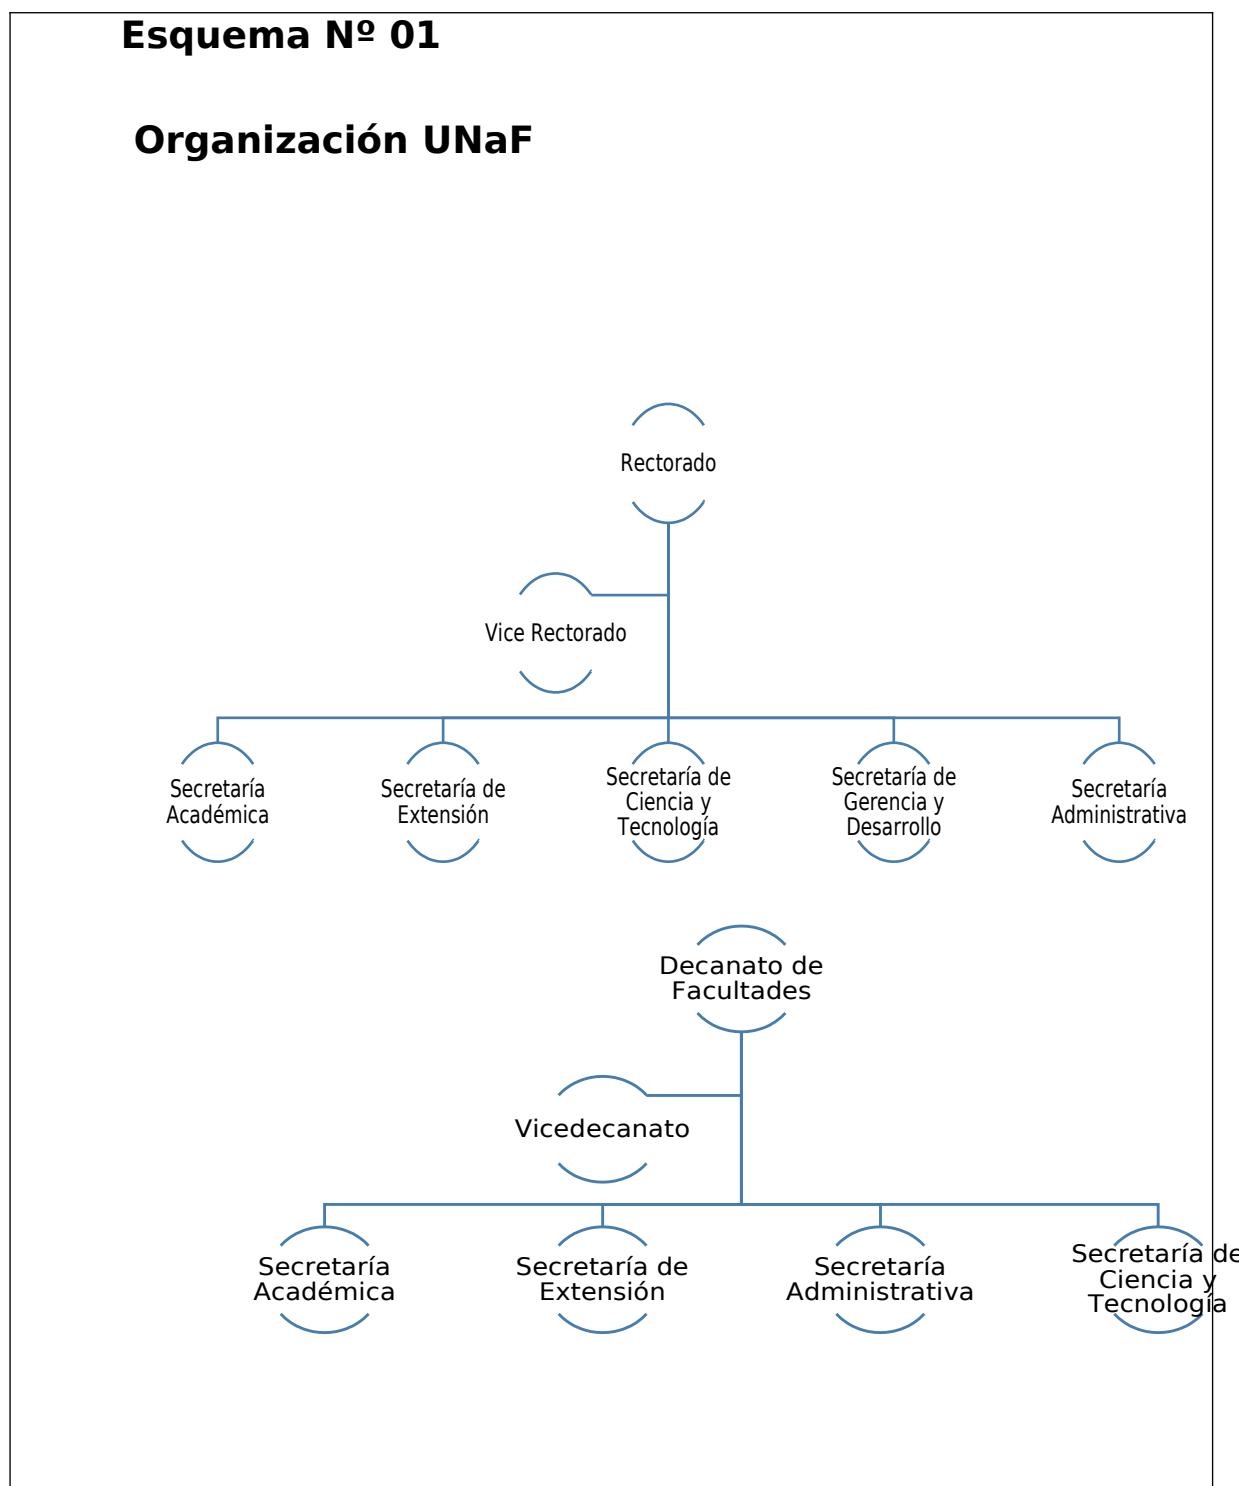 Esquema Nº 01
Organización UNaF
Rectorado
Vice Rectorado
Secretaría
Académica
Secretaría de
Extensión
Secretaría de
Ciencia y
Tecnología
Secretaría de
Gerencia y
Desarrollo
Secretaría
Administrativa
Decanato de
Facultades
Vicedecanato
Secretaría
Académica
Secretaría de
Extensión
Secretaría
Administrativa
Secretaría de
Ciencia y
Tecnología